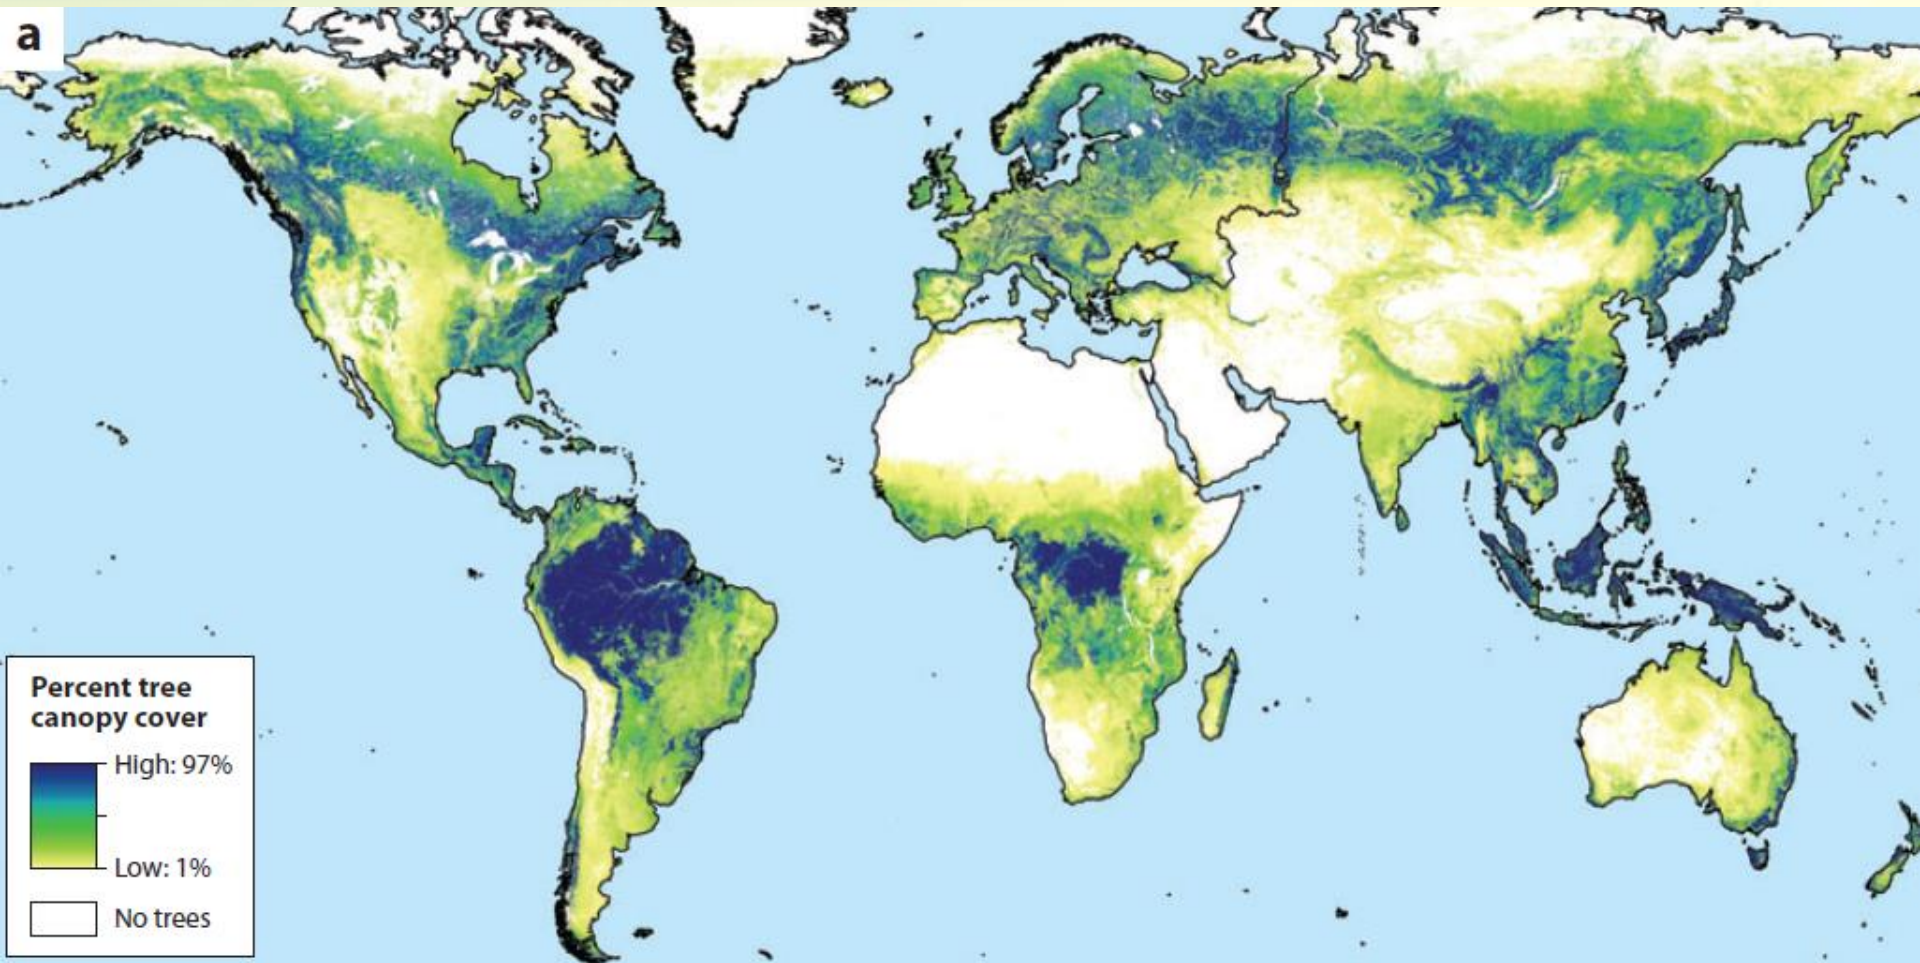 a
Percent tree
canopy cover
High: 97%
Low: 1%
No trees